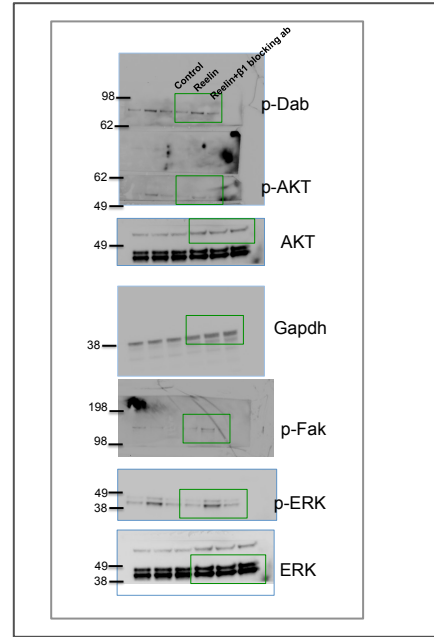 Control
Reelin
Reelin+β1 blocking ab
98
p-Dab
62
62
p-AKT
49
49
AKT
Gapdh
38
198
p-Fak
98
49
p-ERK
38
49
ERK
38